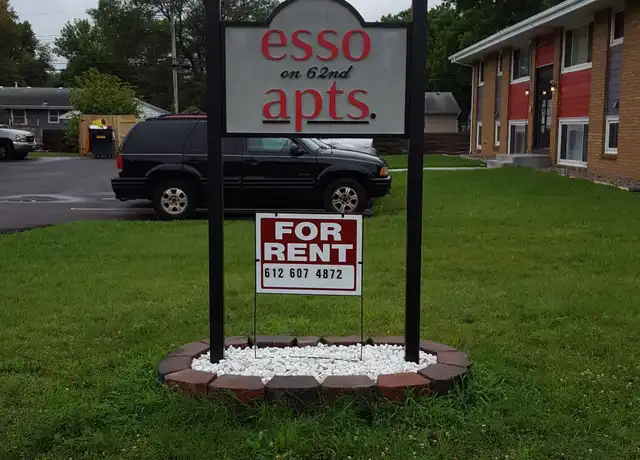 esso
on 62nd
apts.
FOR
RENT
612 607 4872